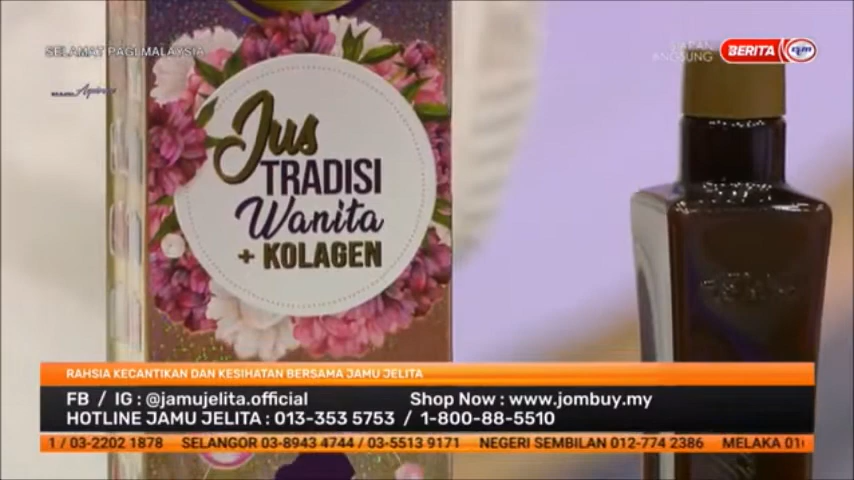 SELAMAT PAGI MALAYSIA
BERITA rtm
Jus
TRADISI
Wanita
+ KOLAGEN
RAHSIA KECANTIKAN DAN KESIHATAN BERSAMA JAMU JELITA
FB / IG : @jamujelita.official
Shop Now : www.jombuy.my
HOTLINE JAMU JELITA : 013-353 5753 / 1-800-88-5510
1 / 03-2202 1878 SELANGOR 03-8943 4744 / 03-5513 9171 NEGERI SEMBILAN 012-774 2386 MELAKA 01